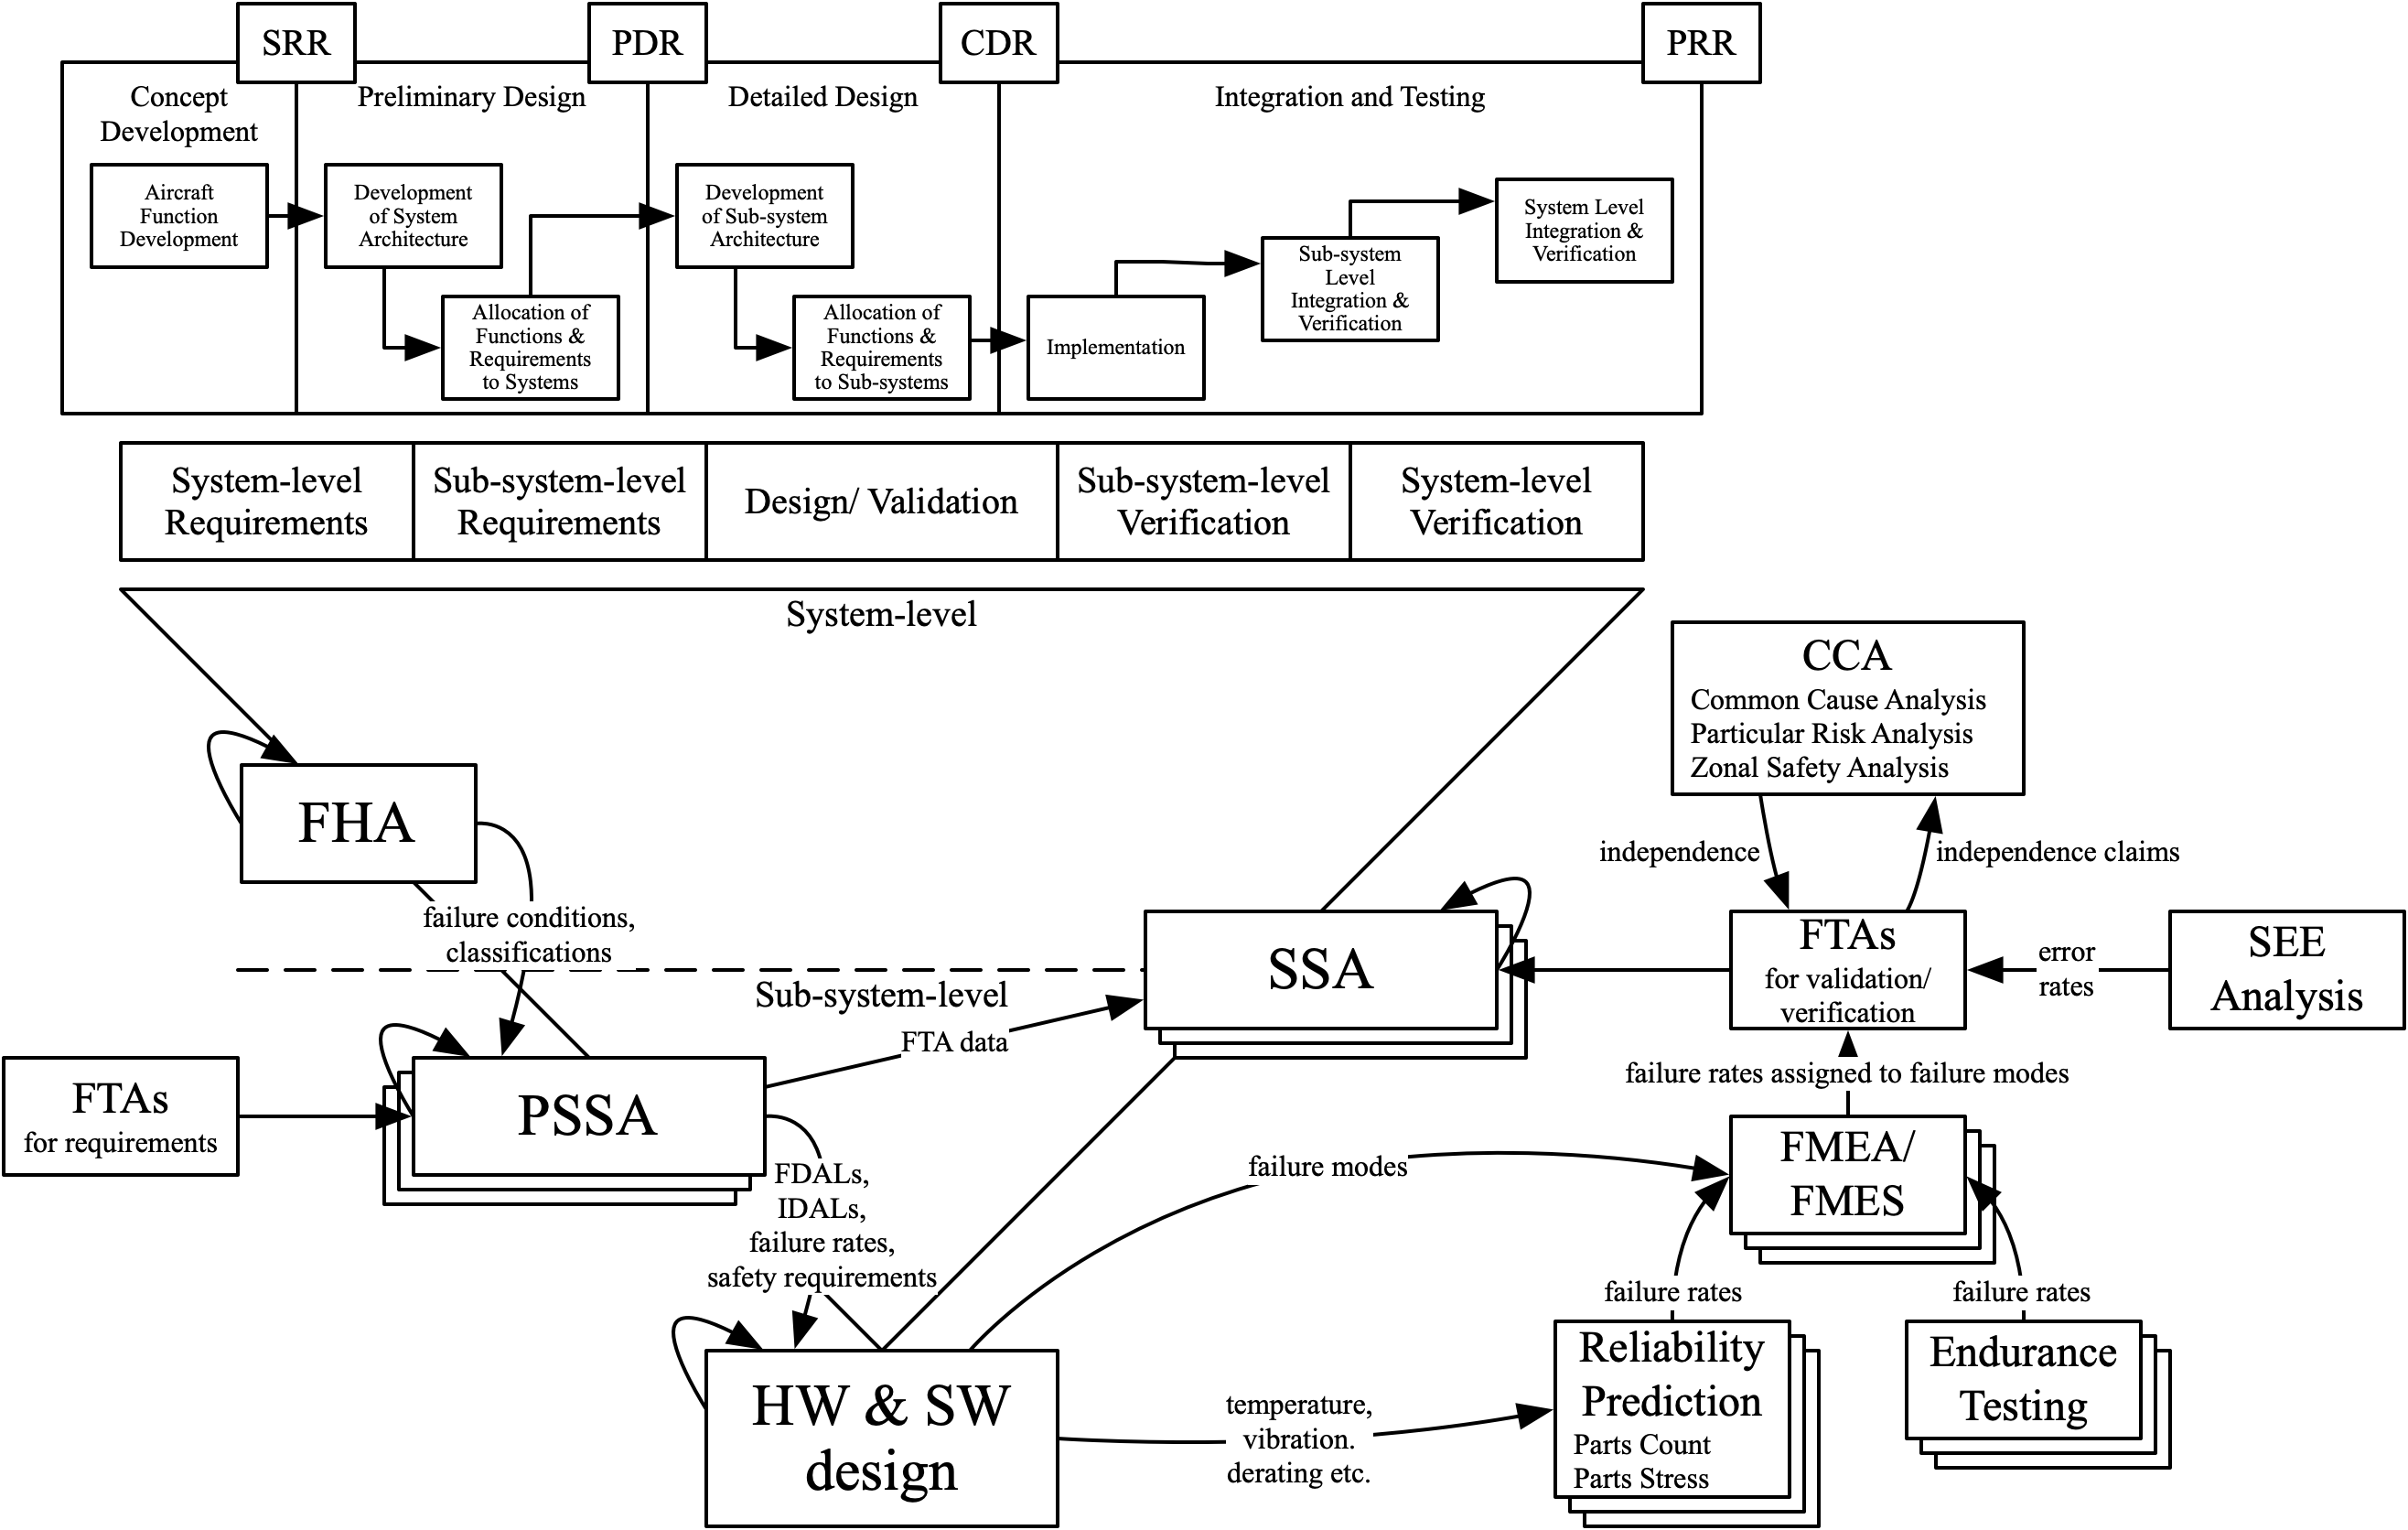 SRR
PDR
CDR
PRR
Concept
Development
Preliminary Design
Detailed Design
Integration and Testing
Aircraft
Function
Development
Development
of System
Architecture
Allocation of
Functions &
Requirements
to Systems
Development
of Sub-system
Architecture
Allocation of
Functions &
Requirements
to Sub-systems
Implementation
Sub-system
Level
Integration &
Verification
System Level
Integration &
Verification
System-level
Requirements
Sub-system-level
Requirements
Design/ Validation
Sub-system-level
Verification
System-level
Verification
System-level
CCA
Common Cause Analysis
Particular Risk Analysis
Zonal Safety Analysis
FHA
independence
independence claims
failure conditions,
classifications
SSA
FTAs
for validation/
verification
error
rates
SEE
Analysis
Sub-system-level
FTA data
FTAs
for requirements
PSSA
failure rates assigned to failure modes
FDALs,
IDALs,
failure rates,
safety requirements
failure modes
FMEA/
FMES
failure rates
failure rates
HW & SW
design
temperature,
vibration.
derating etc.
Reliability
Prediction
Parts Count
Parts Stress
Endurance
Testing